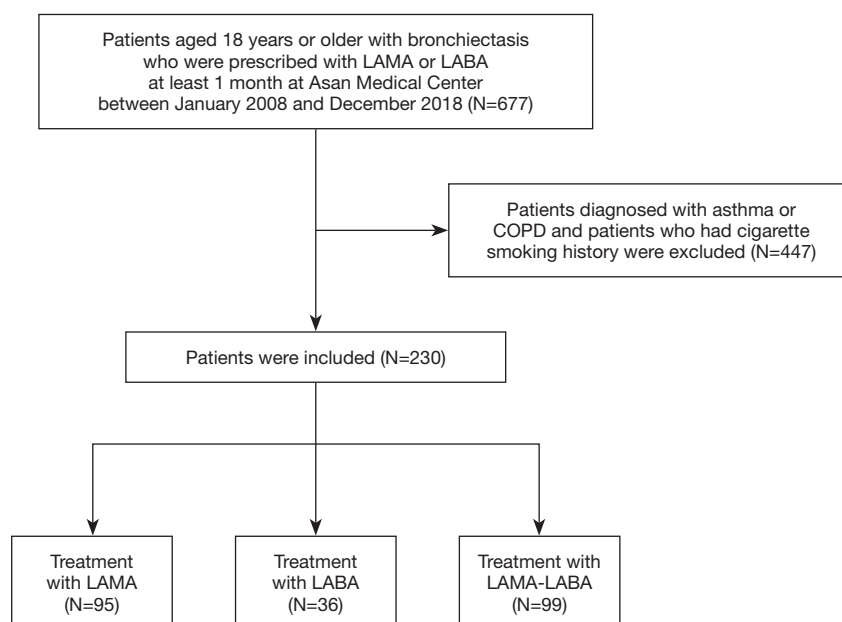 Patients aged 18 years or older with bronchiectasis
who were prescribed with LAMA or LABA
at least 1 month at Asan Medical Center
between January 2008 and December 2018 (N=677)
Patients diagnosed with asthma or
COPD and patients who had cigarette
smoking history were excluded (N=447)
Patients were included (N=230)
Treatment
with LAMA
(N=95)
Treatment
with LABA
(N=36)
Treatment with
LAMA-LABA
(N=99)